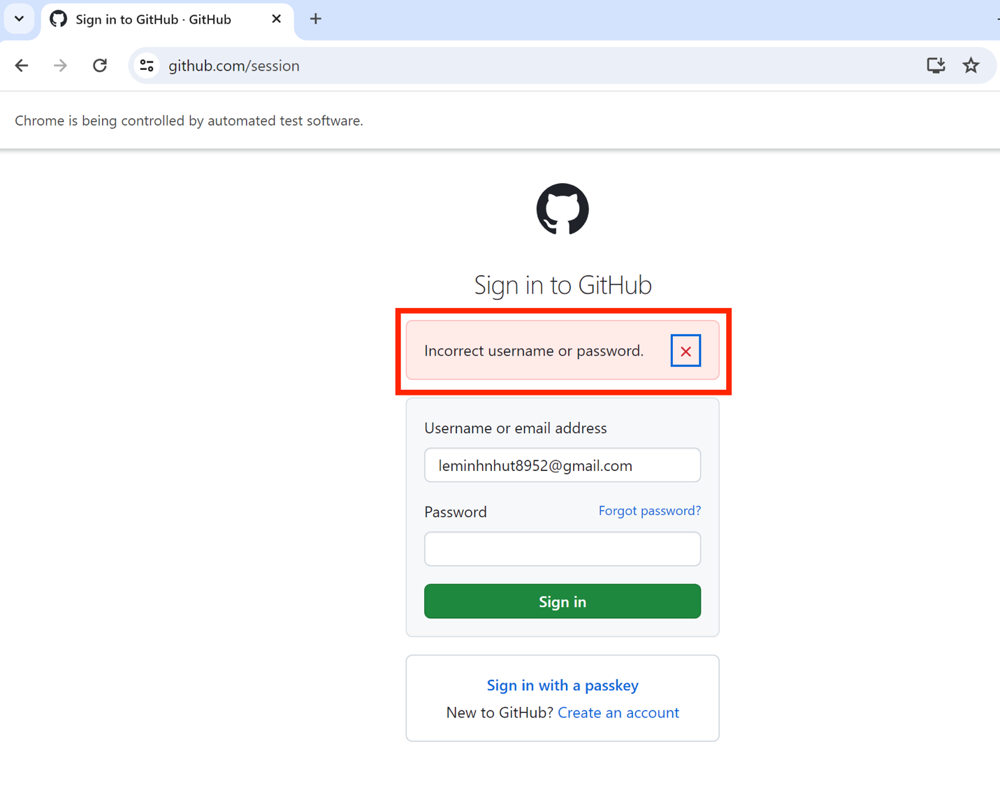 Sign in to GitHub · GitHub
github.com/session
Chrome is being controlled by automated test software.
Sign in to GitHub
Incorrect username or password.
Username or email address
leminhnhut8952@gmail.com
Password Forgot password?
Sign in
Sign in with a passkey
New to GitHub? Create an account